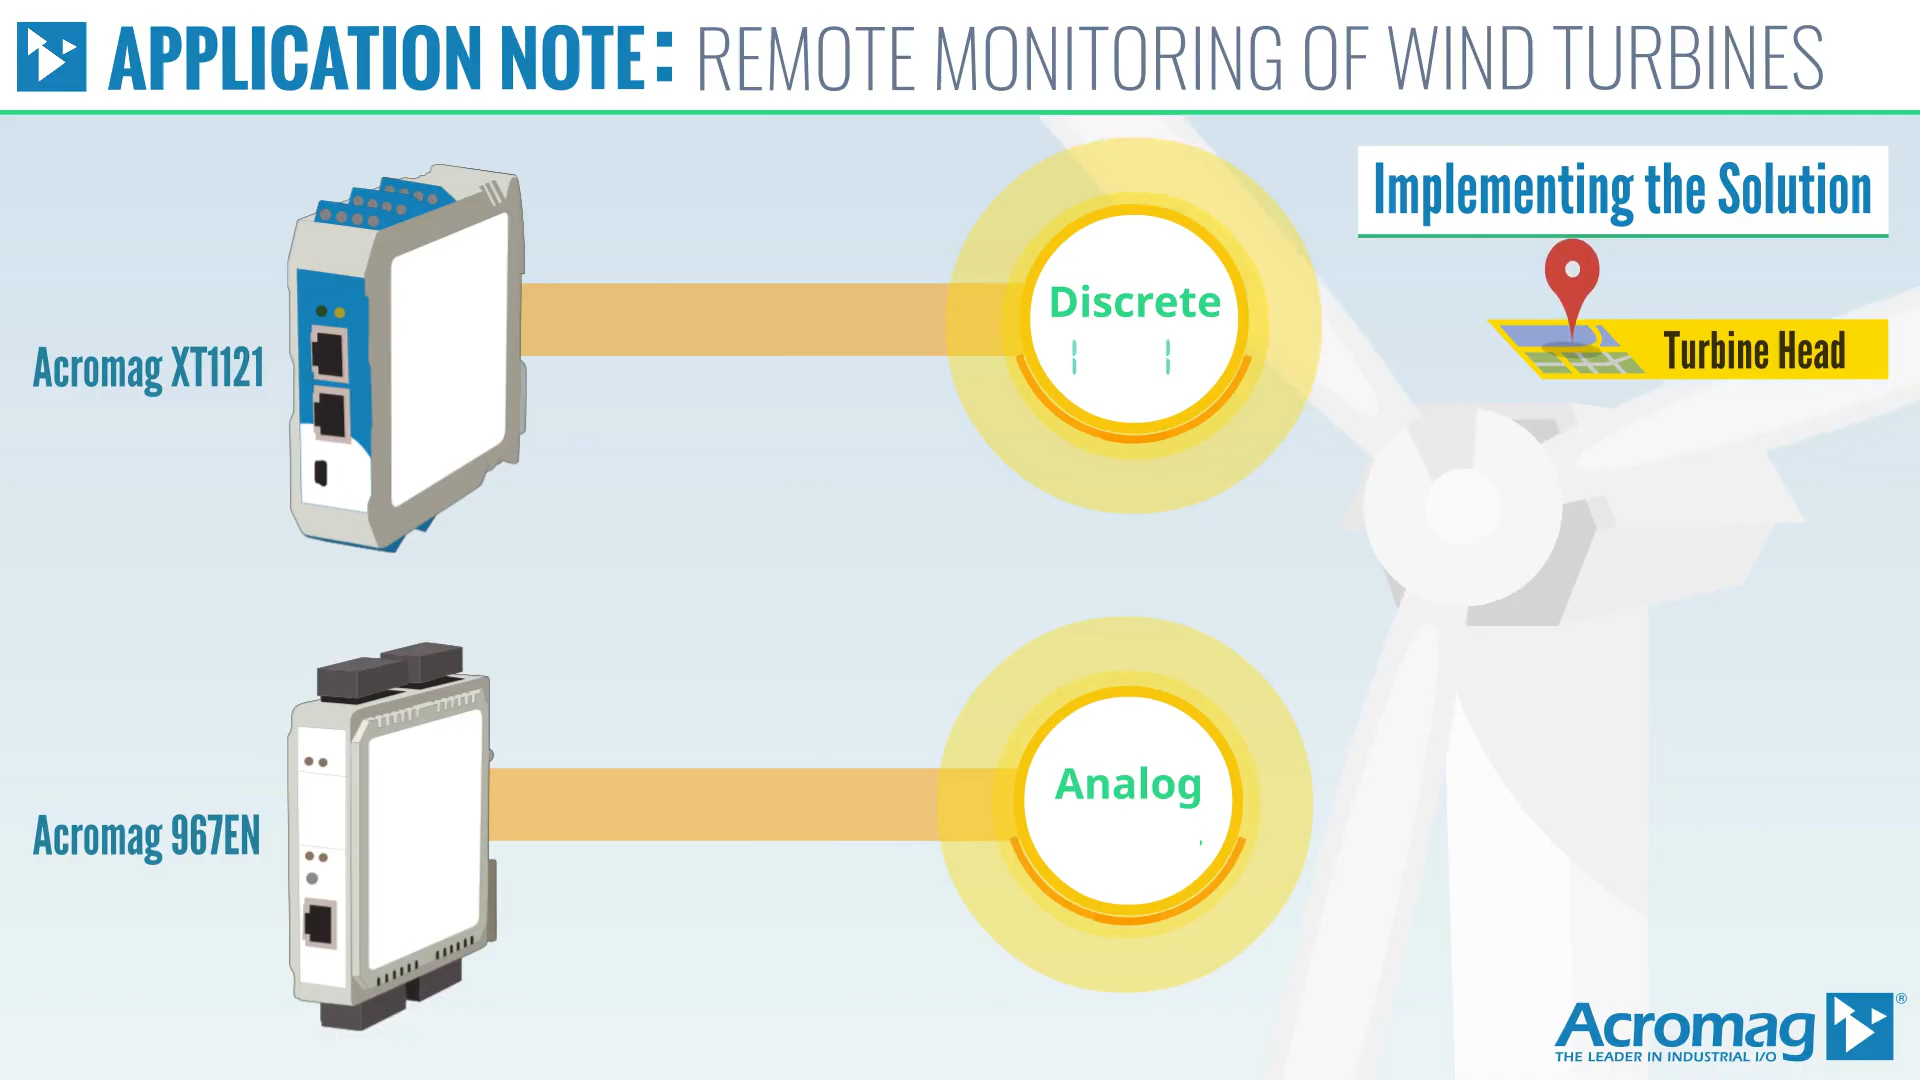 APPLICATION NOTE: REMOTE MONITORING OF WIND TURBINES
Implementing the Solution
Turbine Head
Acromag XT1121
Discrete
Acromag 967EN
Analog
Acromag®
THE LEADER IN INDUSTRIAL I/O